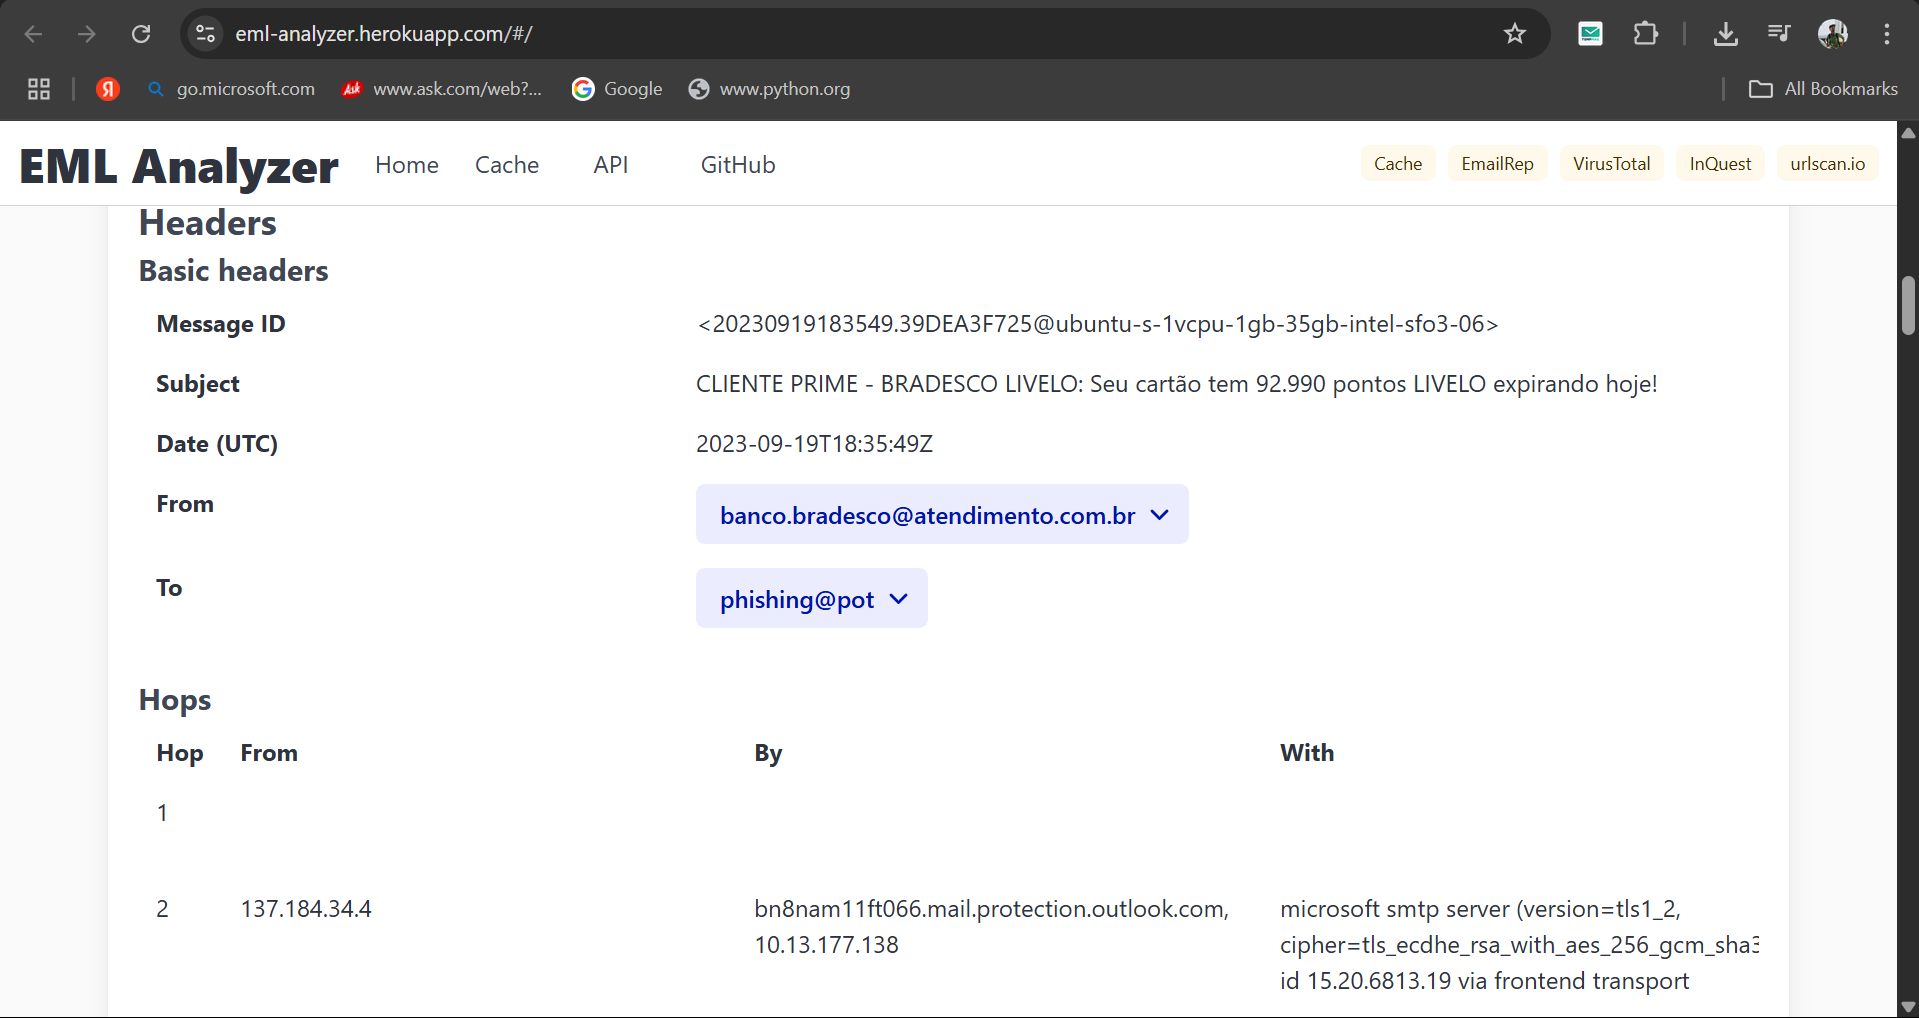 eml-analyzer.herokuapp.com/#/
go.microsoft.com
Ask
www.ask.com/web?...
Google
www.python.org
All Bookmarks
EML Analyzer
Home
Cache
API
GitHub
Cache
EmailRep
VirusTotal
InQuest
urlscan.io
Headers
Basic headers
Message ID
<20230919183549.39DEA3F725@ubuntu-s-1vcpu-1gb-35gb-intel-sfo3-06>
Subject
CLIENTE PRIME - BRADESCO LIVELO: Seu cartão tem 92.990 pontos LIVELO expirando hoje!
Date (UTC)
2023-09-19T18:35:49Z
From
banco.bradesco@atendimento.com.br
To
phishing@pot
Hops
Hop
From
By
With
1
2
137.184.34.4
bn8nam11ft066.mail.protection.outlook.com,
10.13.177.138
microsoft smtp server (version=tls1_2,
cipher=tls_ecdhe_rsa_with_aes_256_gcm_sha3
id 15.20.6813.19 via frontend transport